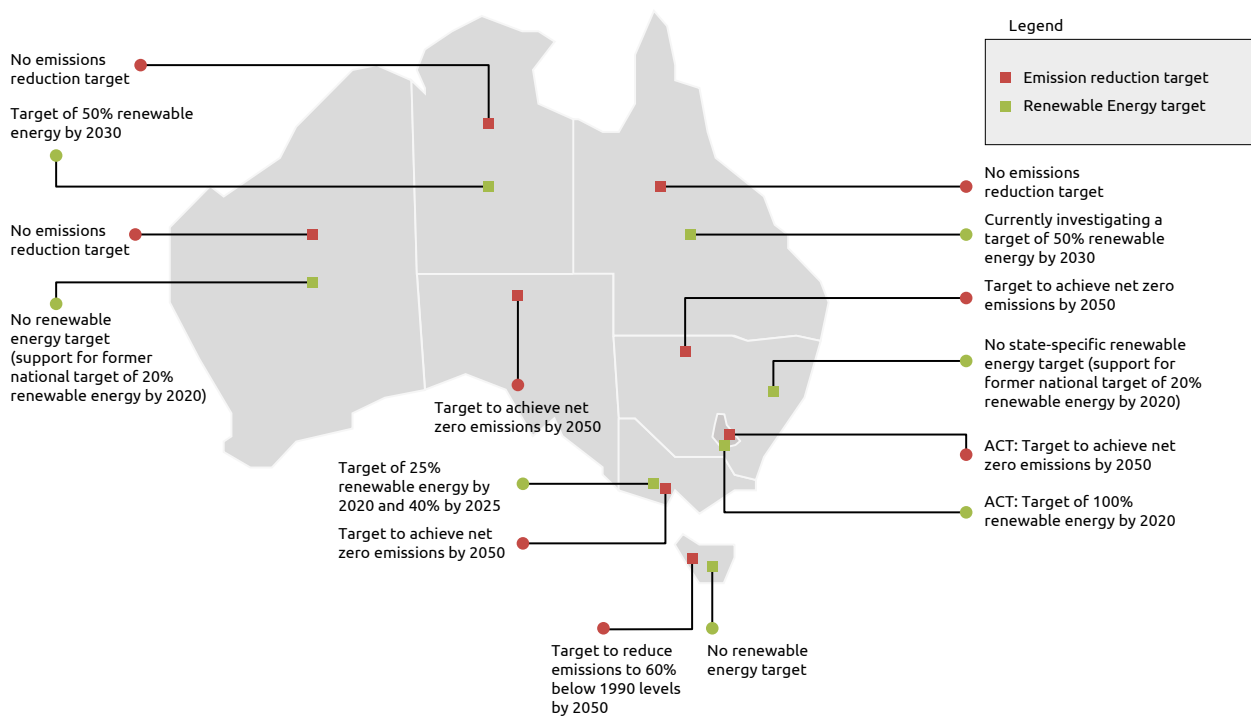 Legend
Emission reduction target
Renewable Energy target
No emissions
reduction target
Target of 50% renewable
energy by 2030
No emissions
reduction target
No renewable
energy target
(support for former
national target of 20%
renewable energy by 2020)
Target to achieve net
zero emissions by 2050
Target of 25%
renewable energy by
2020 and 40% by 2025
Target to achieve net
zero emissions by 2050
Target to reduce
emissions to 60%
below 1990 levels
by 2050
No renewable
energy target
No emissions
reduction target
Currently investigating a
target of 50% renewable
energy by 2030
Target to achieve net zero
emissions by 2050
No state-specific renewable
energy target (support for
former national target of 20%
renewable energy by 2020)
ACT: Target to achieve net
zero emissions by 2050
ACT: Target of 100%
renewable energy by 2020